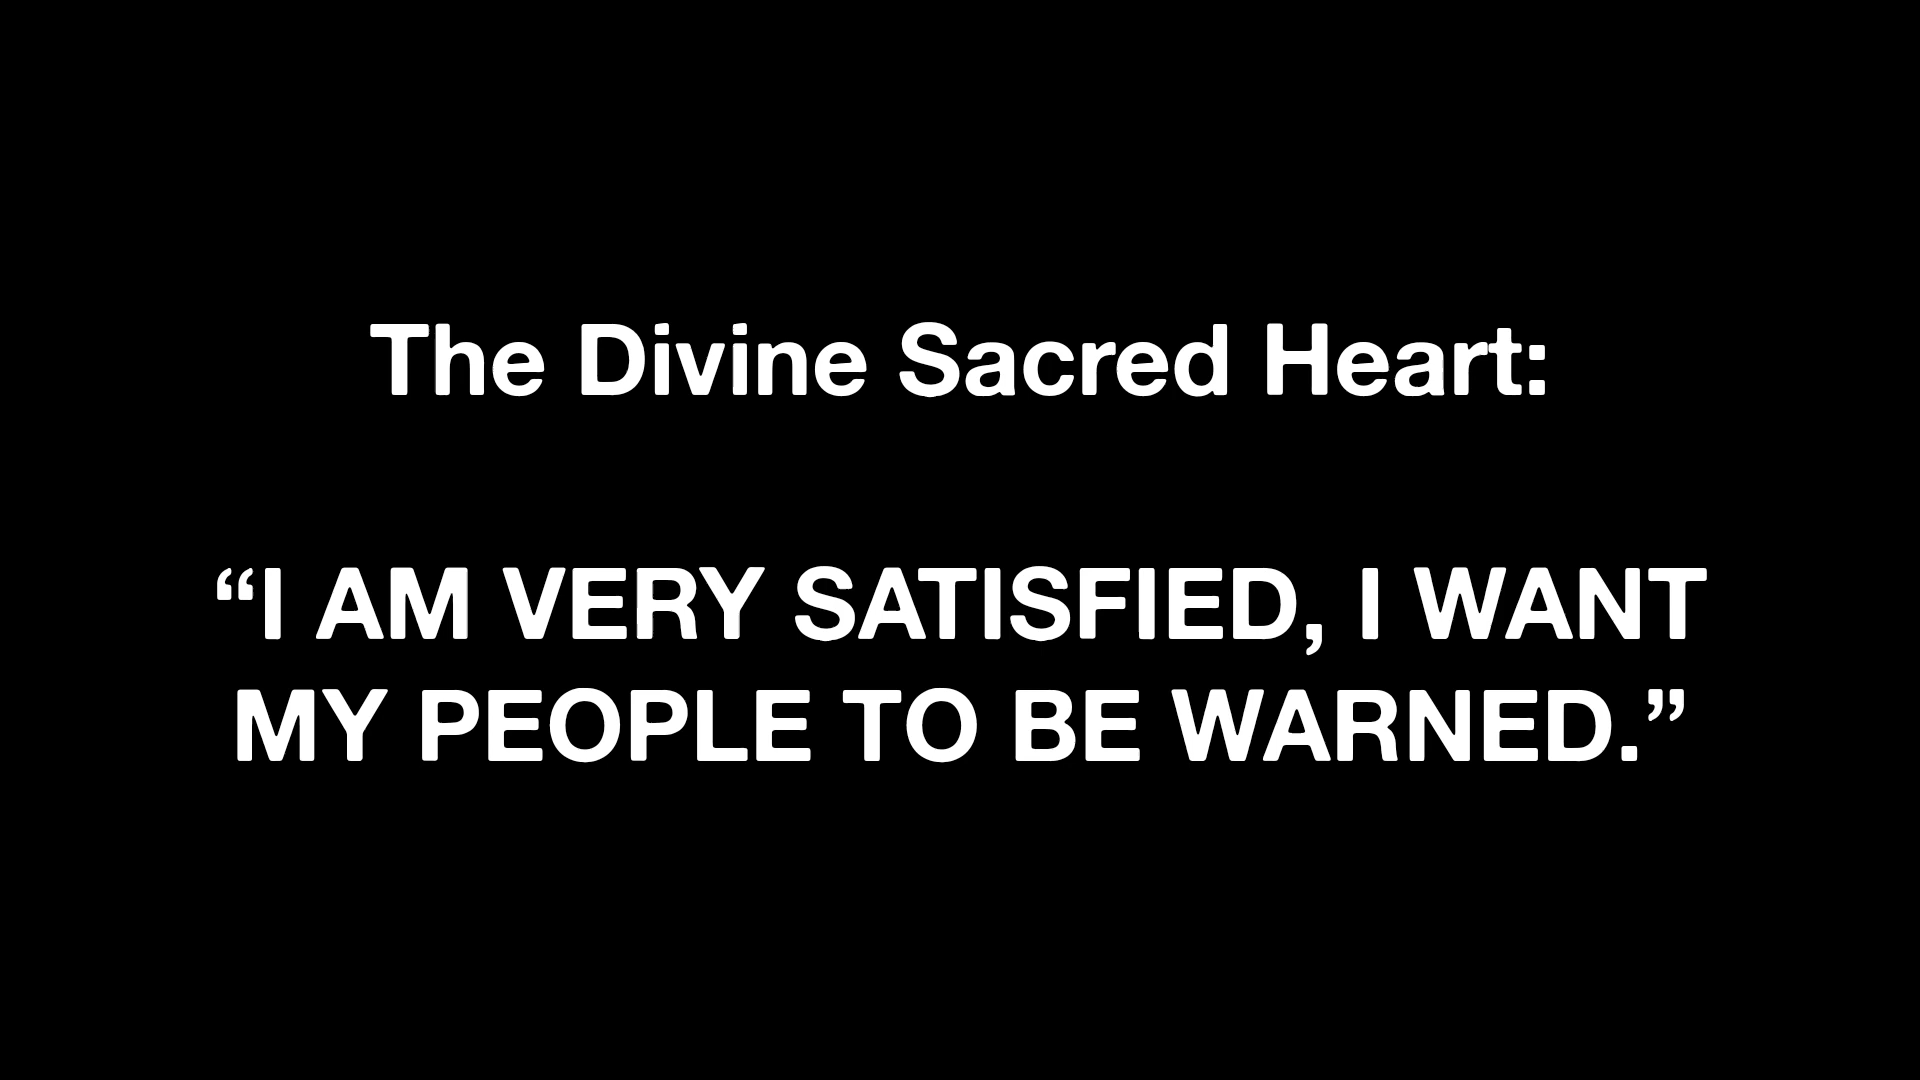 The Divine Sacred Heart:
“I AM VERY SATISFIED, I WANT
MY PEOPLE TO BE WARNED.”